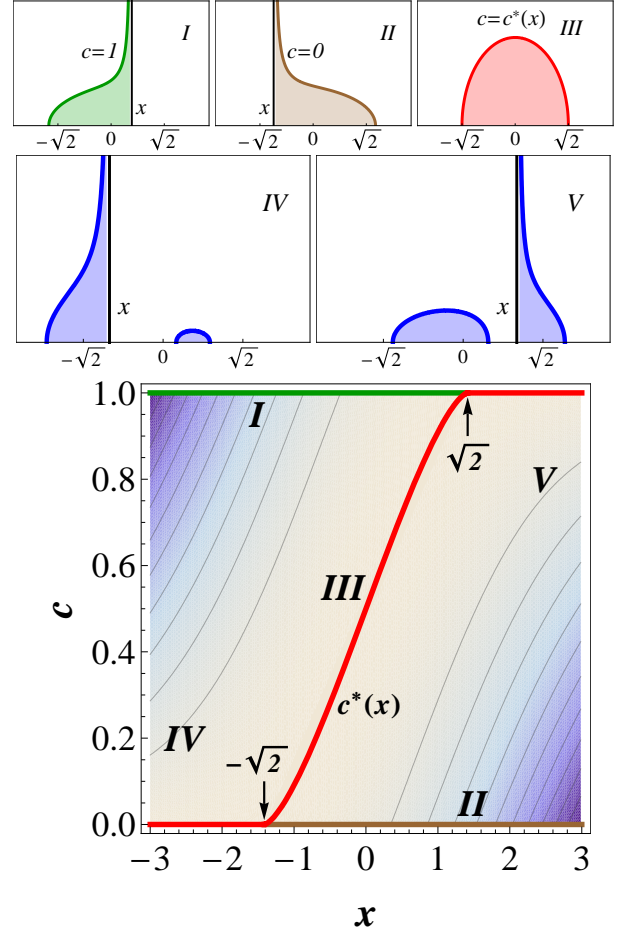 c=1
I
x
−√2 0 √2
c=0
II
x
−√2 0 √2
c=c*(x)
III
−√2 0 √2
IV
x
−√2 0 √2
V
x
−√2 0 √2
1.0
0.8
0.6
0.4
0.2
0.0
c
I
√2
V
III
c*(x)
IV
−√2
II
−3 −2 −1 0 1 2 3
x